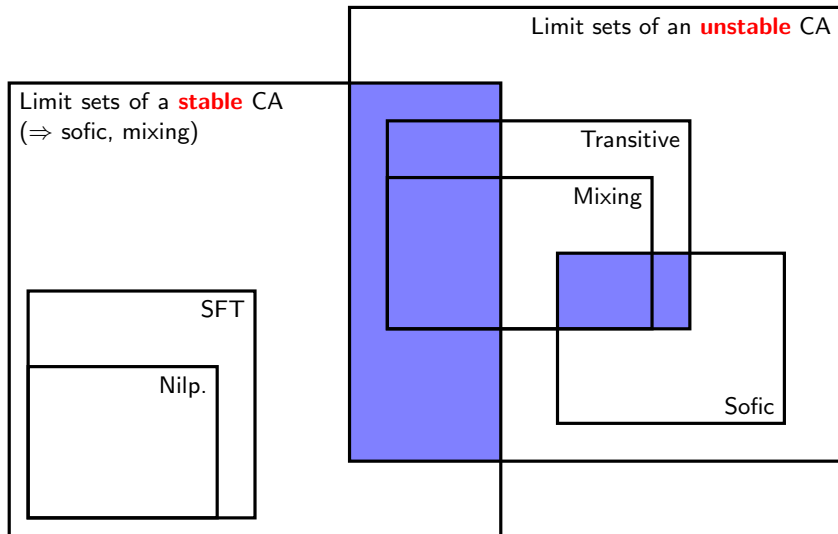 Limit sets of an unstable CA
Limit sets of a stable CA
(⇒ sofic, mixing)
Transitive
Mixing
SFT
Nilp.
Sofic